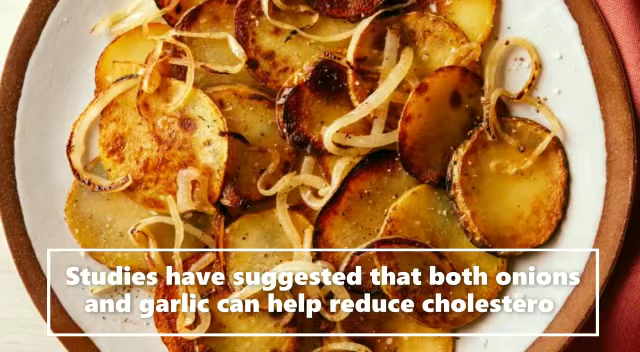 Studies have suggested that both onions
and garlic can help reduce cholestero